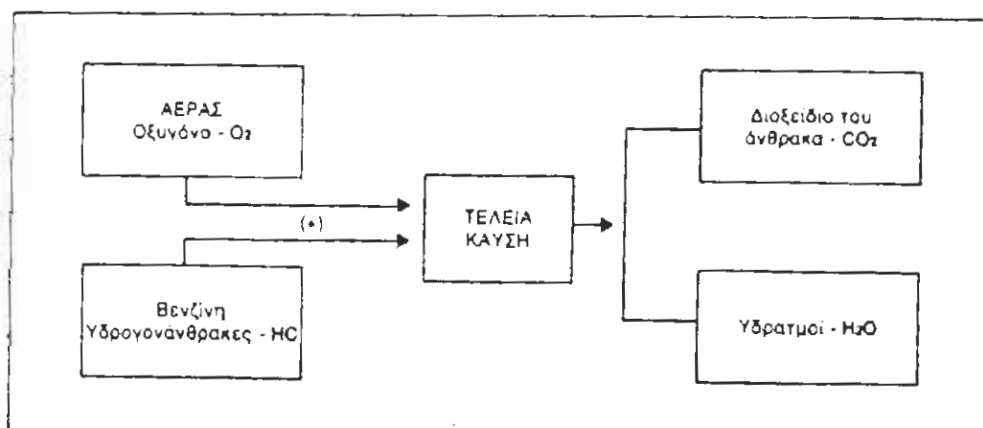 ΑΕΡΑΣ
Οξυγόνο - O₂
Διοξείδιο του
άνθρακα - CO₂
(*)
ΤΕΛΕΙΑ
ΚΑΥΣΗ
Βενζίνη
Υδρογονάνθρακες - HC
Υδρατμοί - H₂O